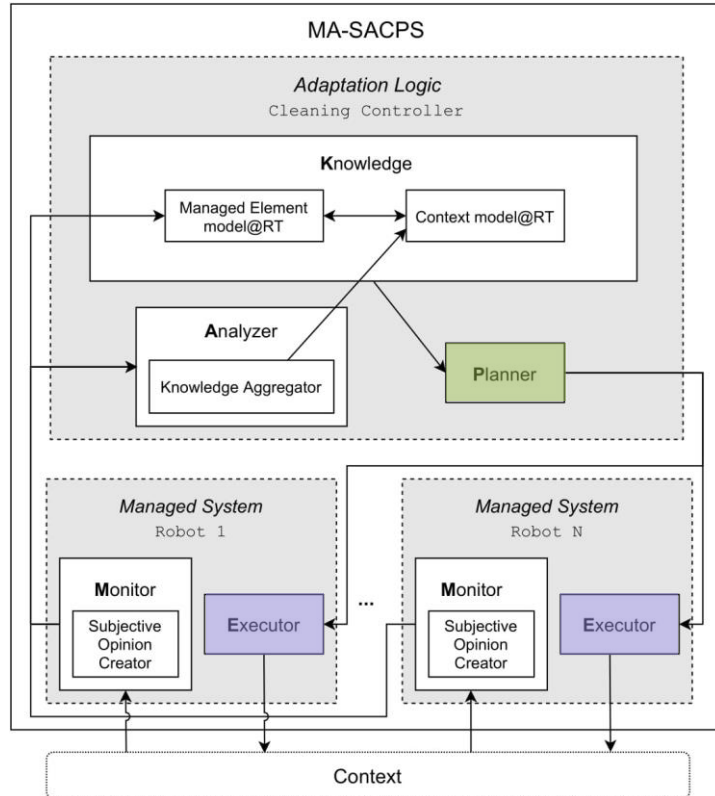 MA-SACPS
Adaptation Logic
Cleaning Controller
Knowledge
Managed Element
model@RT
Context model@RT
Analyzer
Knowledge Aggregator
Planner
Managed System
Robot 1
Monitor
Subjective
Opinion
Creator
Executor
...
Managed System
Robot N
Monitor
Subjective
Opinion
Creator
Executor
Context